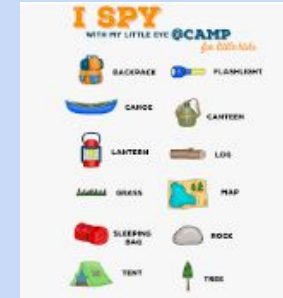 I SPY
WITH MY LITTLE EYE @CAMP
for little kids
BACKPACK
FLASHLIGHT
CANOE
CANTEEN
LANTERN
LOG
GRASS
MAP
SLEEPING
BAG
ROCK
TENT
TREE